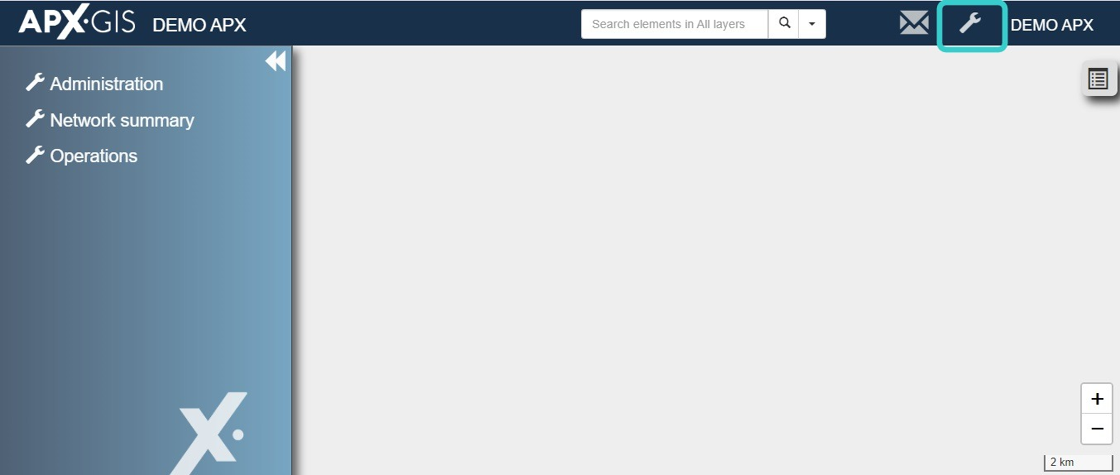 APX·GIS DEMO APX
Search elements in All layers
DEMO APX
Administration
Network summary
Operations
X·
+
−
2 km